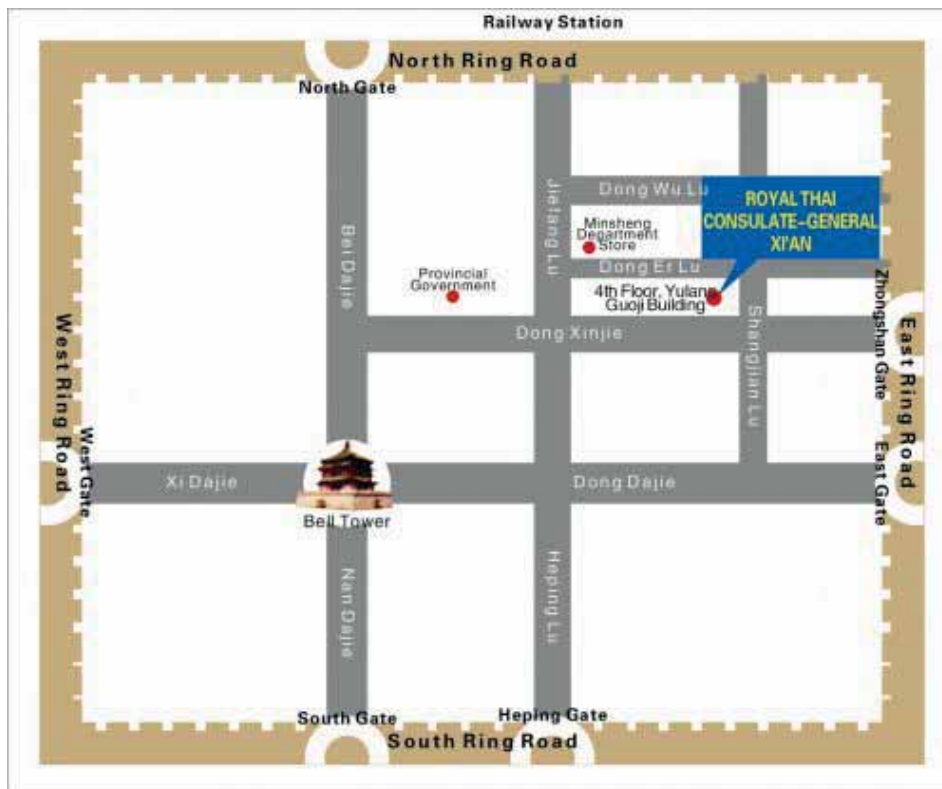 Railway Station
North Ring Road
North Gate
Dong Wu Lu
ROYAL THAI
CONSULATE-GENERAL
XI'AN
Jiefang Lu
Bei Dajie
Minsheng
Department
Store
Dong Er Lu
Provincial
Government
4th Floor, Yulang
Guoji Building
Zhongshan Gate
Shangjian Lu
Dong Xinjie
West Ring Road
East Ring Road
West Gate
East Gate
Xi Dajie
Dong Dajie
Bell Tower
Nan Dajie
Heping Lu
South Gate
Heping Gate
South Ring Road